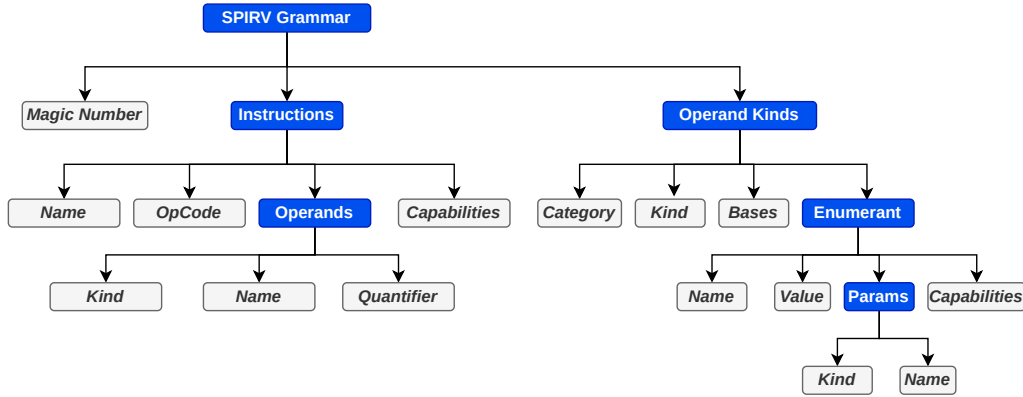 SPIRV Grammar
Magic Number
Instructions
Operand Kinds
Name
OpCode
Operands
Capabilities
Category
Kind
Bases
Enumerant
Kind
Name
Quantifier
Name
Value
Params
Capabilities
Kind
Name